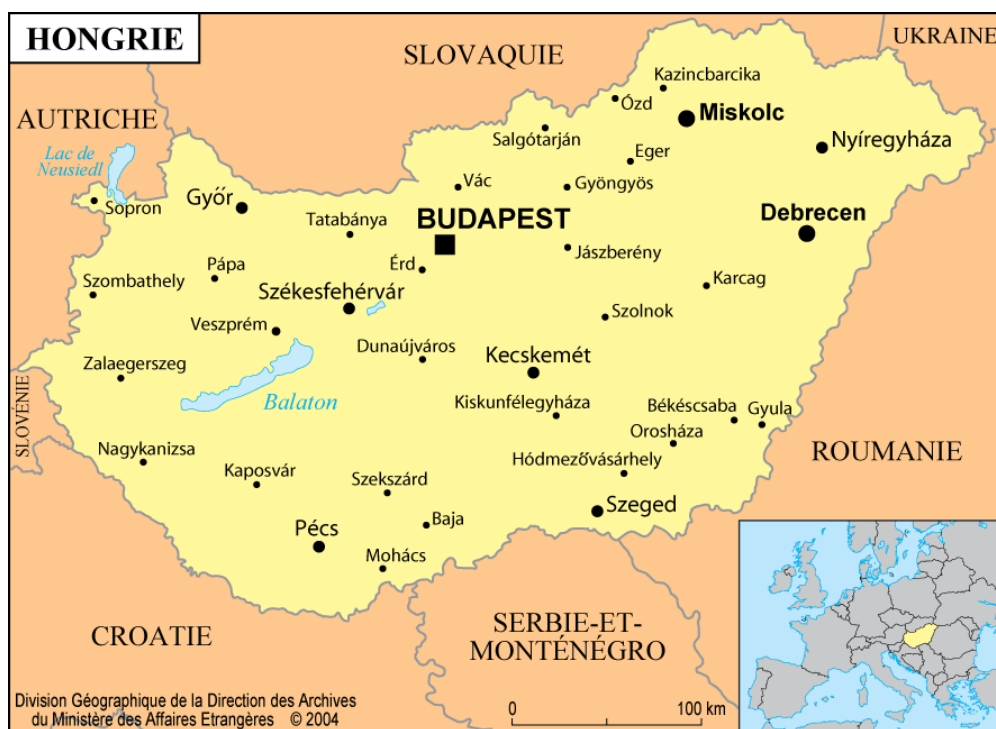 HONGRIE
SLOVAQUIE
UKRAINE
AUTRICHE
Lac de
Neusiedl
Kazincbarcika
Ózd
Miskolc
Salgótarján
Eger
Nyíregyháza
Vác
Gyöngyös
Sopron
Győr
Tatabánya
BUDAPEST
Debrecen
Jászberény
Érd
Pápa
Szombathely
Székesfehérvár
Karcag
Szolnok
Veszprém
Dunaújváros
Kecskemét
Zalaegerszeg
Balaton
Kiskunfélegyháza
Békéscsaba
Gyula
SLOVÉNIE
Orosháza
ROUMANIE
Nagykanizsa
Kaposvár
Szekszárd
Hódmezővásárhely
Szeged
Pécs
Baja
Mohács
CROATIE
SERBIE-ET-
MONTÉNÉGRO
Division Géographique de la Direction des Archives
du Ministère des Affaires Etrangères © 2004
0 100 km